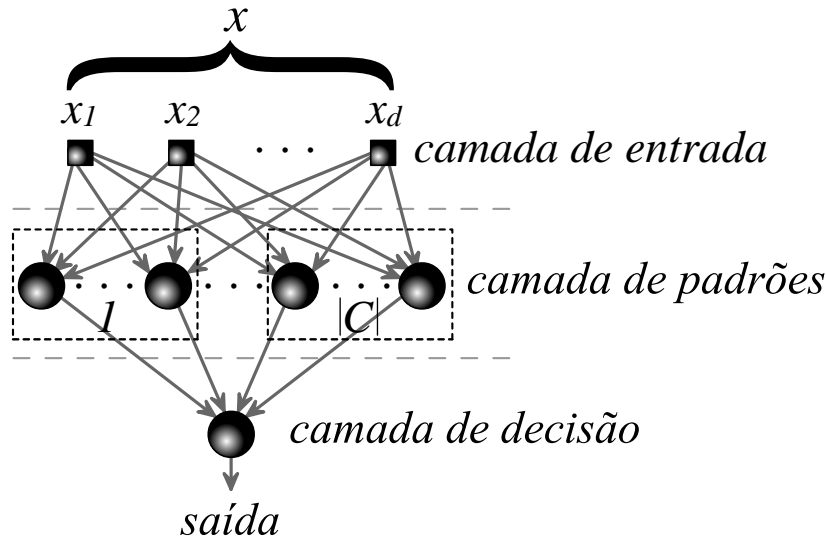 x
x1 x2 xd
. . . camada de entrada
. . . . . . . . . camada de padrões
1 |C|
camada de decisão
saída